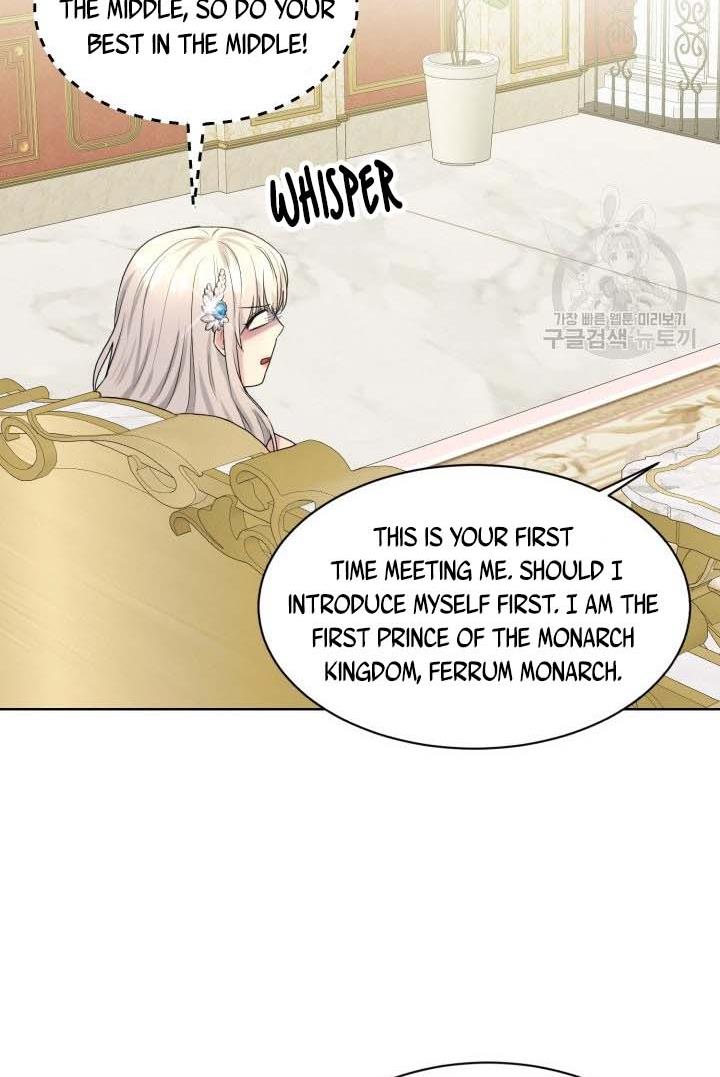 THE MIDDLE, SO DO YOUR
BEST IN THE MIDDLE!
WHISPER
가장 빠른 웹툰 미리보기
구글검색 뉴토끼
THIS IS YOUR FIRST
TIME MEETING ME. SHOULD I
INTRODUCE MYSELF FIRST. I AM THE
FIRST PRINCE OF THE MONARCH
KINGDOM, FERRUM MONARCH.